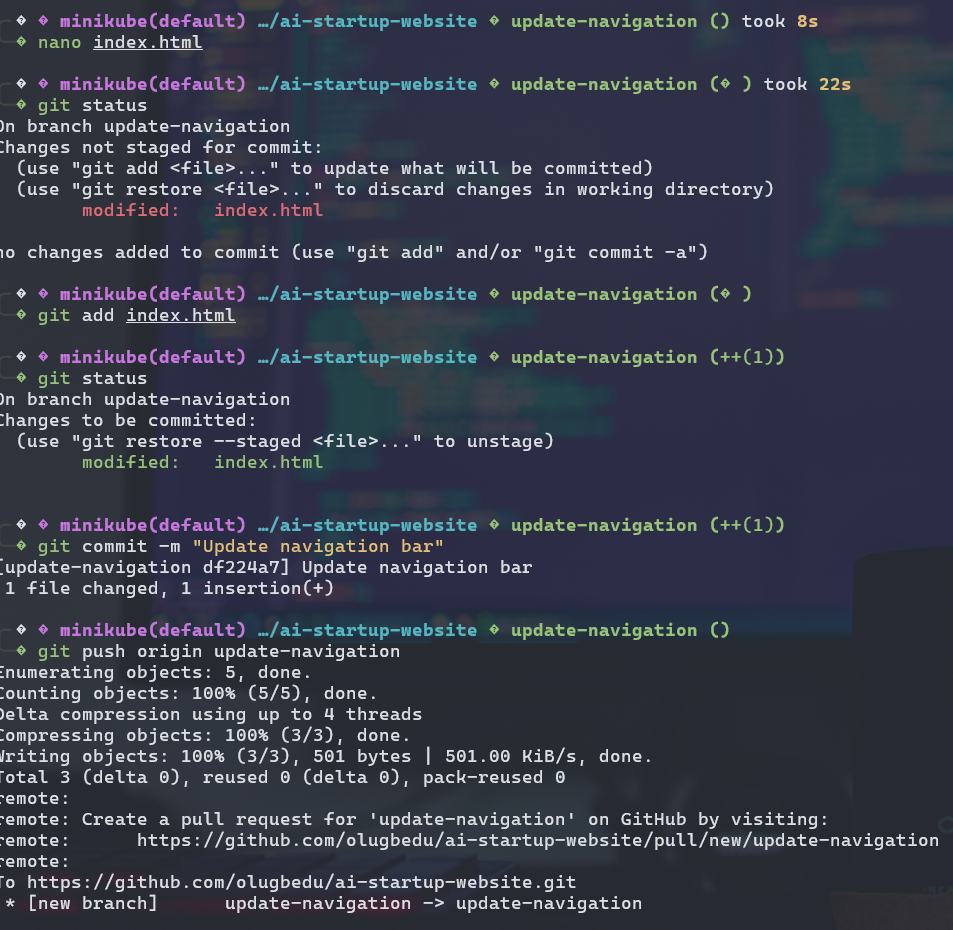 � � minikube(default) …/ai-startup-website � update-navigation () took 8s
� nano index.html
� � minikube(default) …/ai-startup-website � update-navigation (� ) took 22s
� git status
On branch update-navigation
Changes not staged for commit:
(use "git add <file>..." to update what will be committed)
(use "git restore <file>..." to discard changes in working directory)
modified: index.html
no changes added to commit (use "git add" and/or "git commit -a")
� � minikube(default) …/ai-startup-website � update-navigation (� )
� git add index.html
� � minikube(default) …/ai-startup-website � update-navigation (++(1))
� git status
On branch update-navigation
Changes to be committed:
(use "git restore --staged <file>..." to unstage)
modified: index.html
� � minikube(default) …/ai-startup-website � update-navigation (++(1))
� git commit -m "Update navigation bar"
[update-navigation df224a7] Update navigation bar
1 file changed, 1 insertion(+)
� � minikube(default) …/ai-startup-website � update-navigation ()
� git push origin update-navigation
Enumerating objects: 5, done.
Counting objects: 100% (5/5), done.
Delta compression using up to 4 threads
Compressing objects: 100% (3/3), done.
Writing objects: 100% (3/3), 501 bytes | 501.00 KiB/s, done.
Total 3 (delta 0), reused 0 (delta 0), pack-reused 0
remote:
remote: Create a pull request for 'update-navigation' on GitHub by visiting:
remote: https://github.com/olugbedu/ai-startup-website/pull/new/update-navigation
remote:
To https://github.com/olugbedu/ai-startup-website.git
* [new branch] update-navigation -> update-navigation